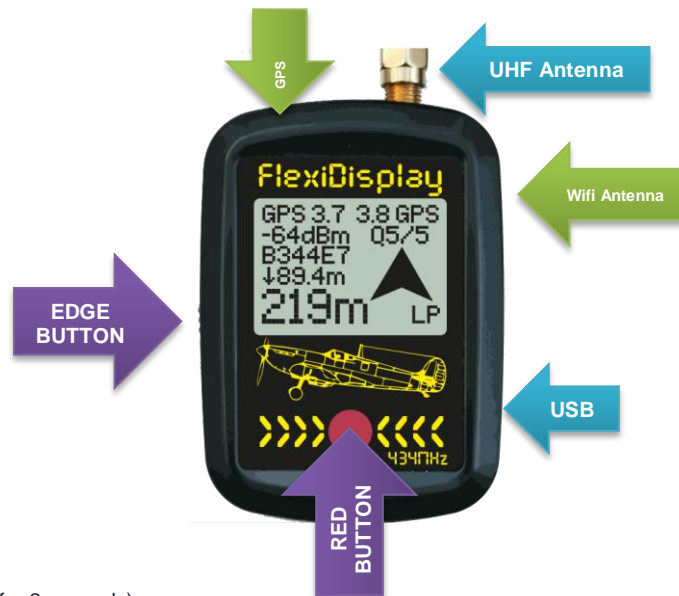 GPS
UHF Antenna
FlexiDisplay
GPS 3.7 3.8 GPS
-64dBm Q5/5
B344E7
↓89.4m
219m LP
Wifi Antenna
EDGE
BUTTON
USB
434MHz
RED
BUTTON